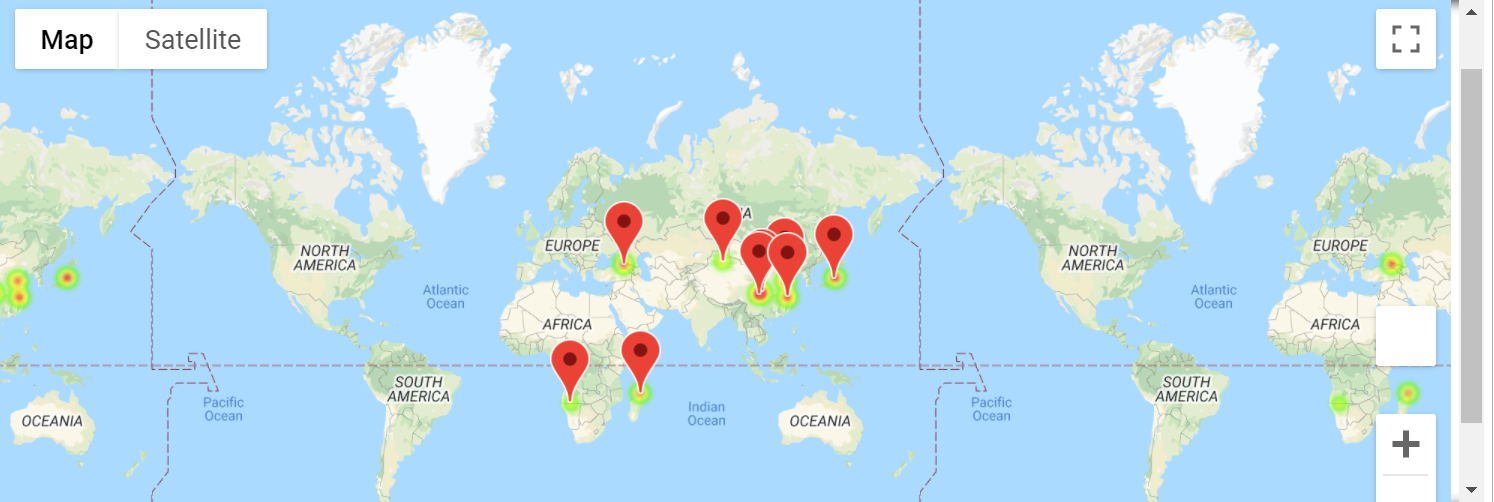 Map
Satellite
IA
NORTH
AMERICA
EUROPE
NORTH
AMERICA
EUROPE
Atlantic
Ocean
Atlantic
Ocean
AFRICA
AFRICA
SOUTH
AMERICA
SOUTH
AMERICA
Pacific
Ocean
Indian
Ocean
Pacific
Ocean
OCEANIA
OCEANIA
+